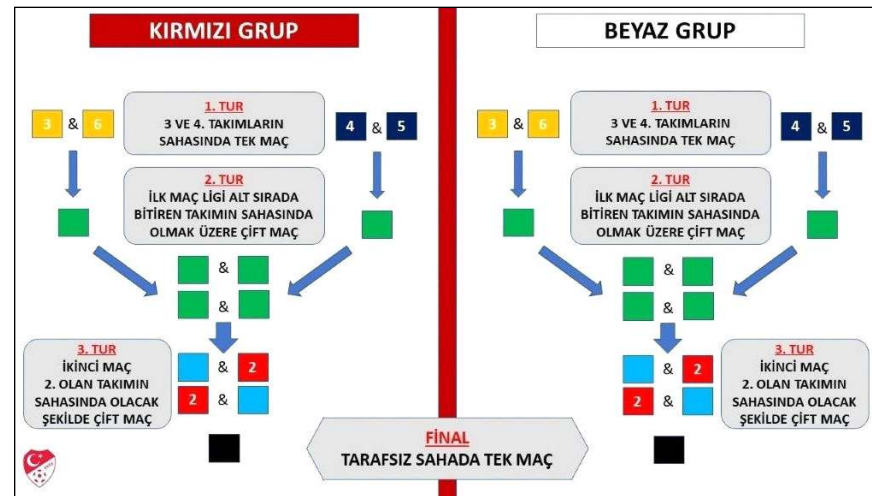 KIRMIZI GRUP
3 & 6
1. TUR
3 VE 4. TAKIMLARIN
SAHASINDA TEK MAÇ
4 & 5
2. TUR
İLK MAÇ LİGİ ALT SIRADA
BİTİREN TAKIMIN SAHASINDA
OLMAK ÜZERE ÇİFT MAÇ
&
&
3. TUR
İKİNCİ MAÇ
2. OLAN TAKIMIN
SAHASINDA OLACAK
ŞEKİLDE ÇİFT MAÇ
& 2
2 &
BEYAZ GRUP
3 & 6
1. TUR
3 VE 4. TAKIMLARIN
SAHASINDA TEK MAÇ
4 & 5
2. TUR
İLK MAÇ LİGİ ALT SIRADA
BİTİREN TAKIMIN SAHASINDA
OLMAK ÜZERE ÇİFT MAÇ
&
&
& 2
2 &
3. TUR
İKİNCİ MAÇ
2. OLAN TAKIMIN
SAHASINDA OLACAK
ŞEKİLDE ÇİFT MAÇ
FİNAL
TARAFSIZ SAHADA TEK MAÇ